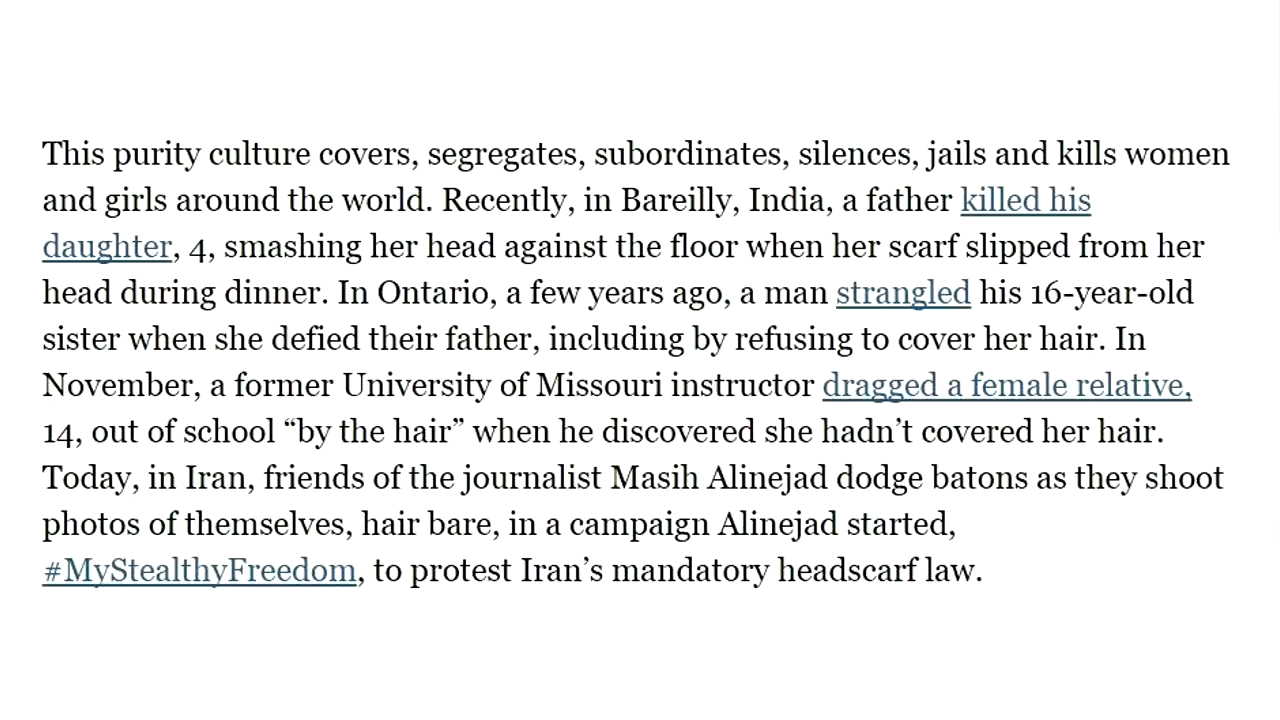 This purity culture covers, segregates, subordinates, silences, jails and kills women
and girls around the world. Recently, in Bareilly, India, a father killed his
daughter, 4, smashing her head against the floor when her scarf slipped from her
head during dinner. In Ontario, a few years ago, a man strangled his 16-year-old
sister when she defied their father, including by refusing to cover her hair. In
November, a former University of Missouri instructor dragged a female relative,
14, out of school “by the hair” when he discovered she hadn’t covered her hair.
Today, in Iran, friends of the journalist Masih Alinejad dodge batons as they shoot
photos of themselves, hair bare, in a campaign Alinejad started,
#MyStealthyFreedom, to protest Iran’s mandatory headscarf law.